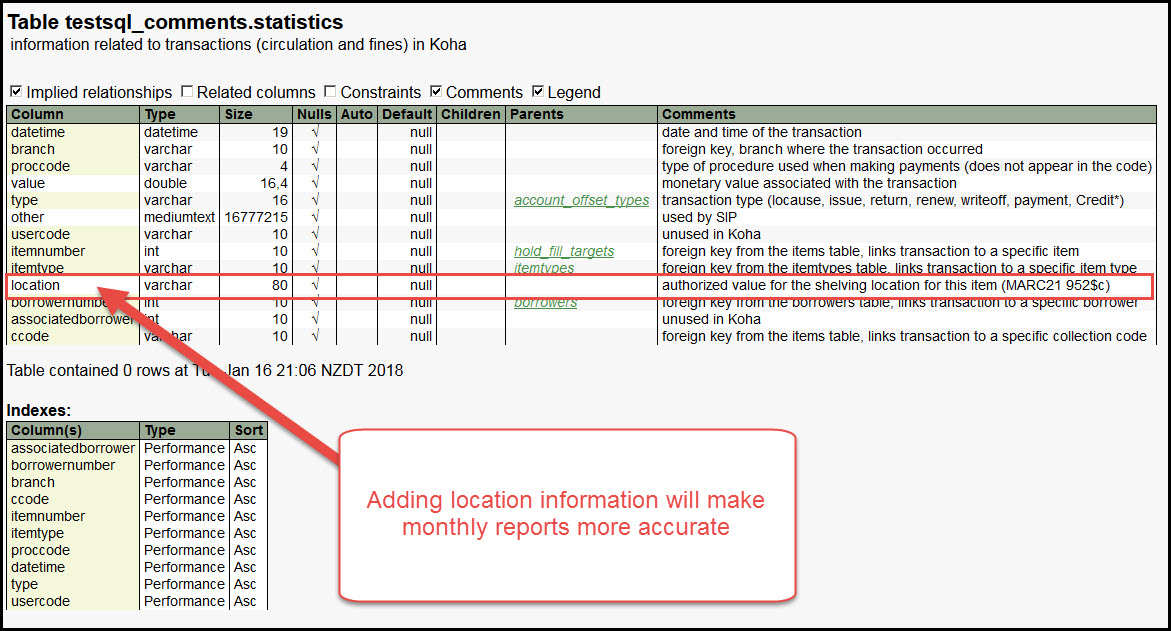 Table testsql_comments.statistics
information related to transactions (circulation and fines) in Koha
Implied relationships Related columns Constraints Comments Legend
Column Type Size Nulls Auto Default Children Parents Comments
datetime datetime 19 √ null date and time of the transaction
branch varchar 10 √ null foreign key, branch where the transaction occurred
proccode varchar 4 √ null type of procedure used when making payments (does not appear in the code)
value double 16,4 √ null monetary value associated with the transaction
type varchar 16 √ null account_offset_types transaction type (locause, issue, return, renew, writeoff, payment, Credit*)
other mediumtext 16777215 √ null used by SIP
usercode varchar 10 √ null unused in Koha
itemnumber int 10 √ null hold_fill_targets foreign key from the items table, links transaction to a specific item
itemtype varchar 10 √ null itemtypes foreign key from the itemtypes table, links transaction to a specific item type
location varchar 80 √ null authorized value for the shelving location for this item (MARC21 952$c)
borrowernumber int 10 √ null borrowers foreign key from the borrowers table, links transaction to a specific borrower
associatedborrower int 10 √ null unused in Koha
ccode varchar 10 √ null foreign key from the items table, links transaction to a specific collection code
Table contained 0 rows at Jan 16 21:06 NZDT 2018
Indexes:
Column(s) Type Sort
associatedborrower Performance Asc
borrowernumber Performance Asc
branch Performance Asc
ccode Performance Asc
itemnumber Performance Asc
itemtype Performance Asc
proccode Performance Asc
datetime Performance Asc
type Performance Asc
usercode Performance Asc
Adding location information will make
monthly reports more accurate